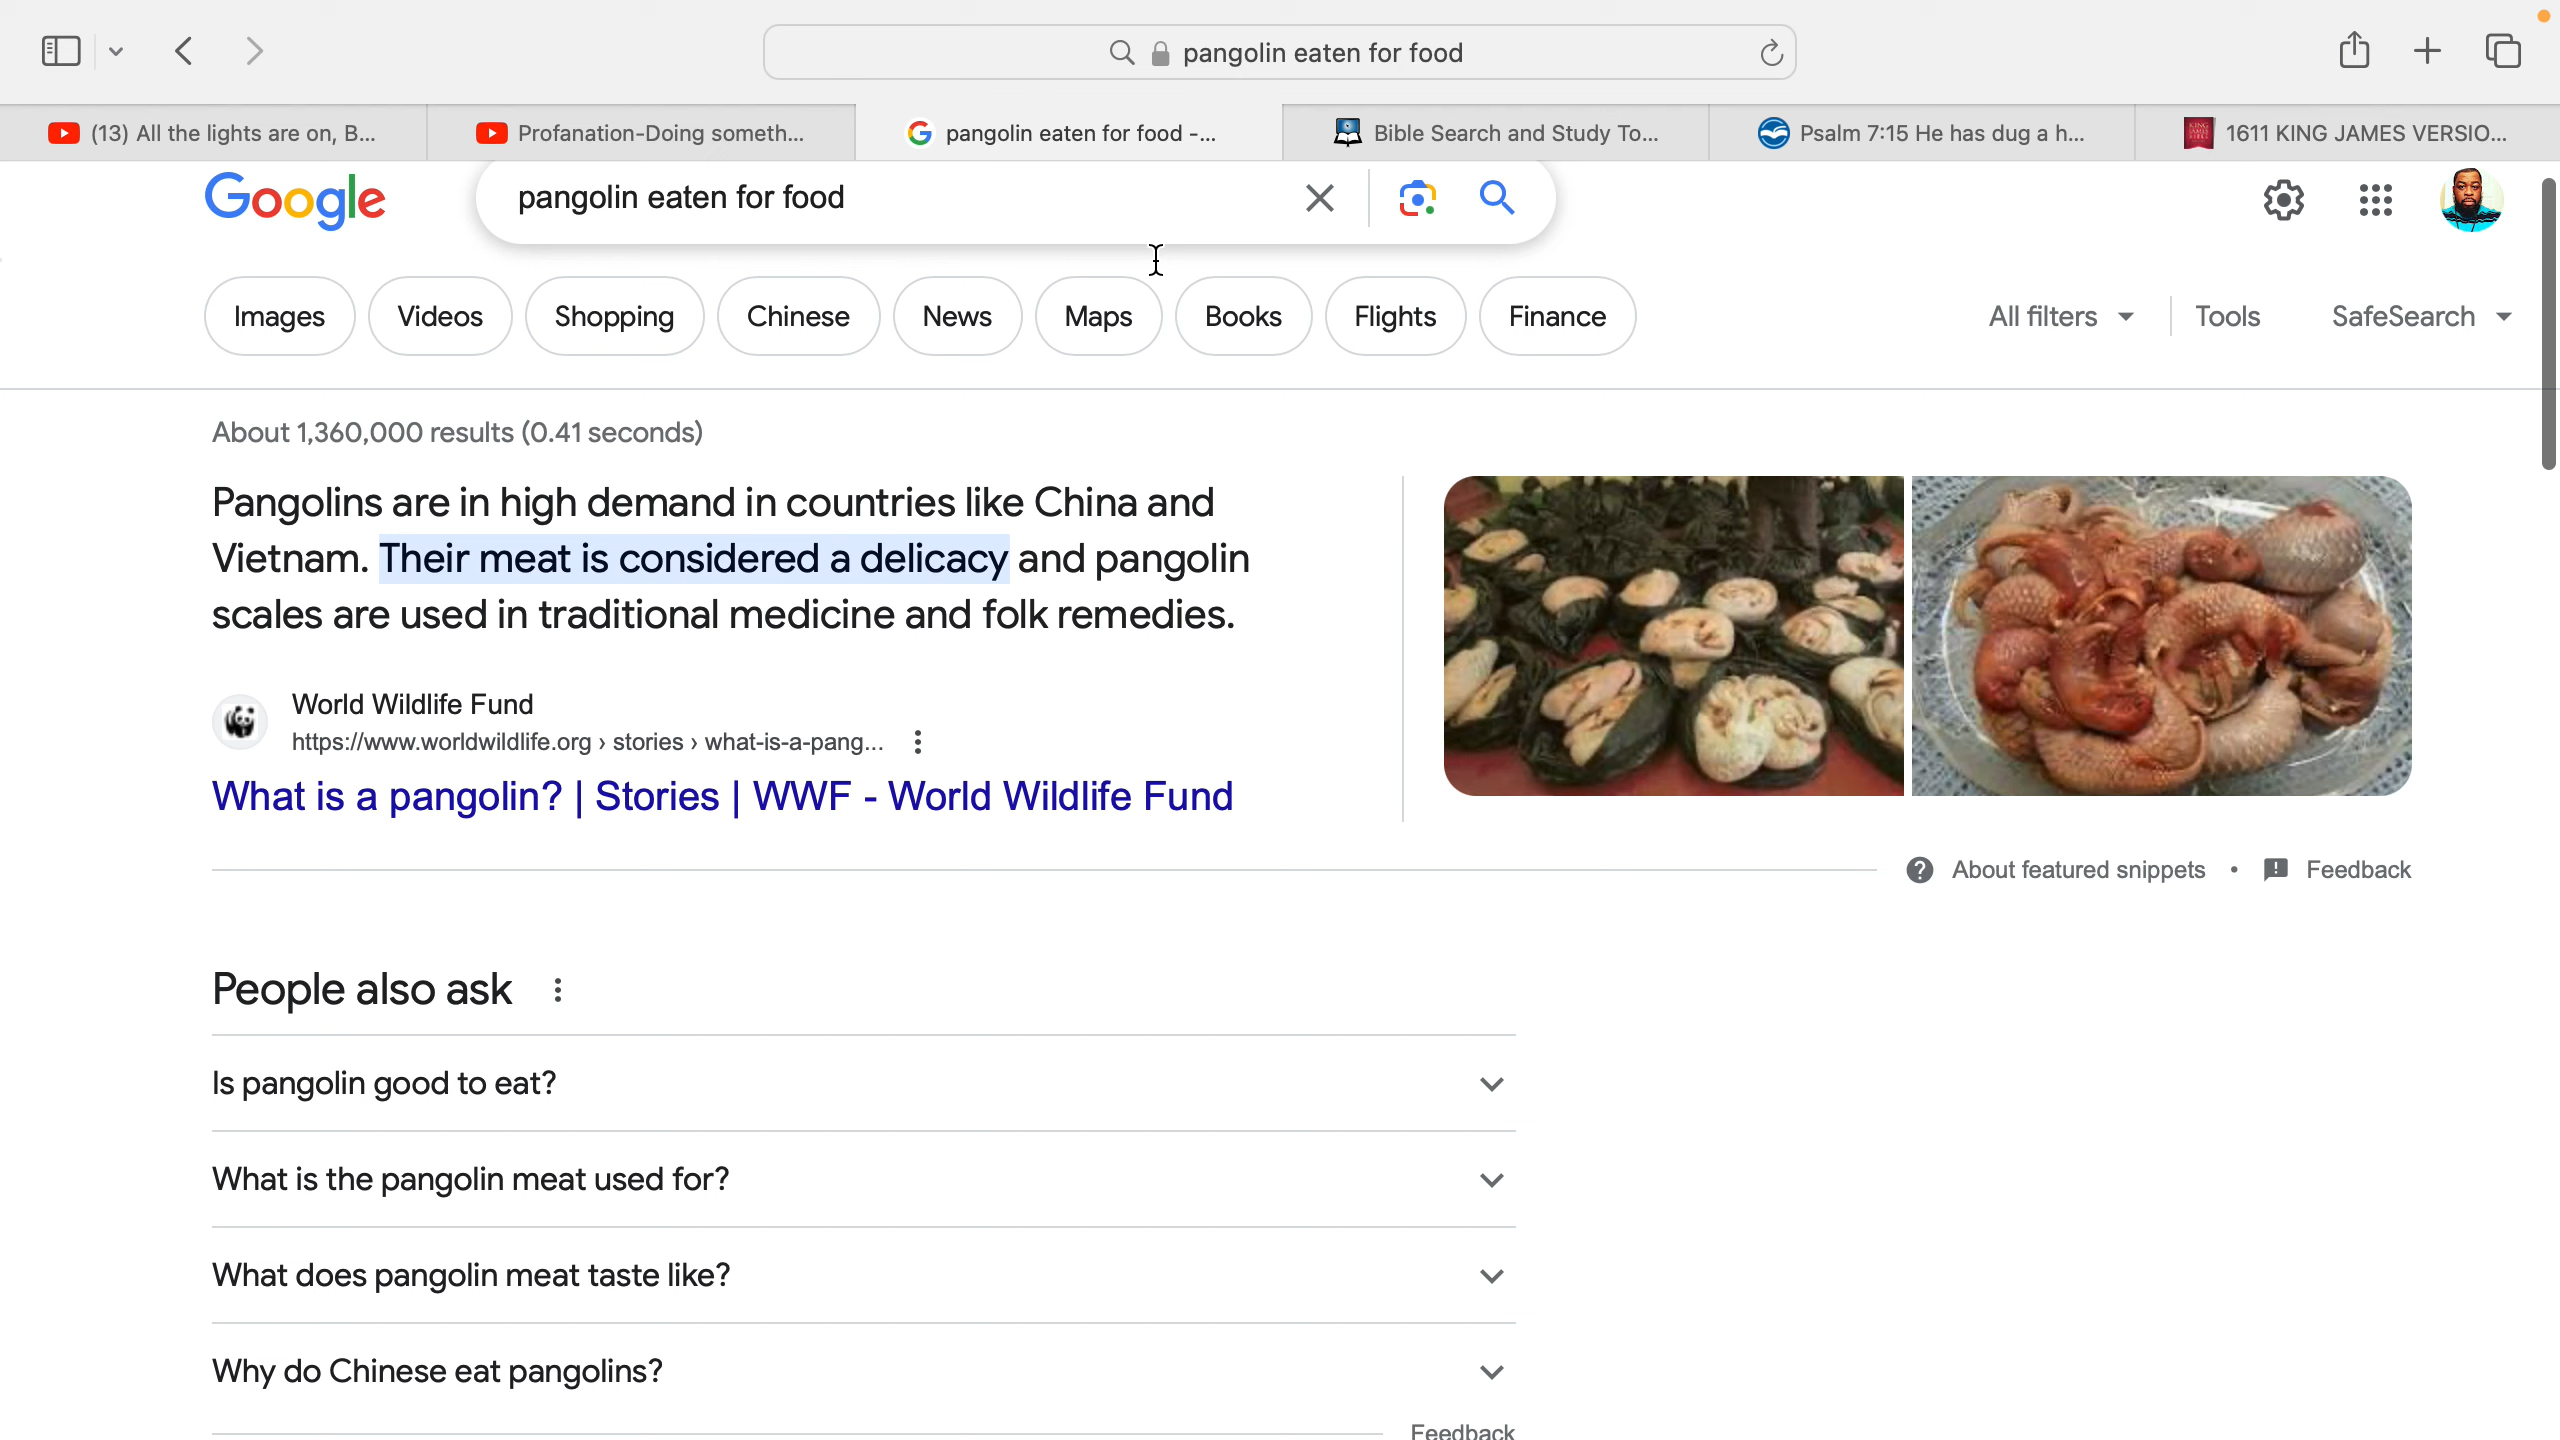 pangolin eaten for food
(13) All the lights are on, B...
Profanation-Doing someth...
pangolin eaten for food -...
Bible Search and Study To...
Psalm 7:15 He has dug a h...
1611 KING JAMES VERSIO...
Google
pangolin eaten for food
Images
Videos
Shopping
Chinese
News
Maps
Books
Flights
Finance
All filters
Tools
SafeSearch
About 1,360,000 results (0.41 seconds)
Pangolins are in high demand in countries like China and
Vietnam. Their meat is considered a delicacy and pangolin
scales are used in traditional medicine and folk remedies.
World Wildlife Fund
https://www.worldwildlife.org › stories › what-is-a-pang...
What is a pangolin? | Stories | WWF - World Wildlife Fund
About featured snippets • Feedback
People also ask
Is pangolin good to eat?
What is the pangolin meat used for?
What does pangolin meat taste like?
Why do Chinese eat pangolins?
Feedback